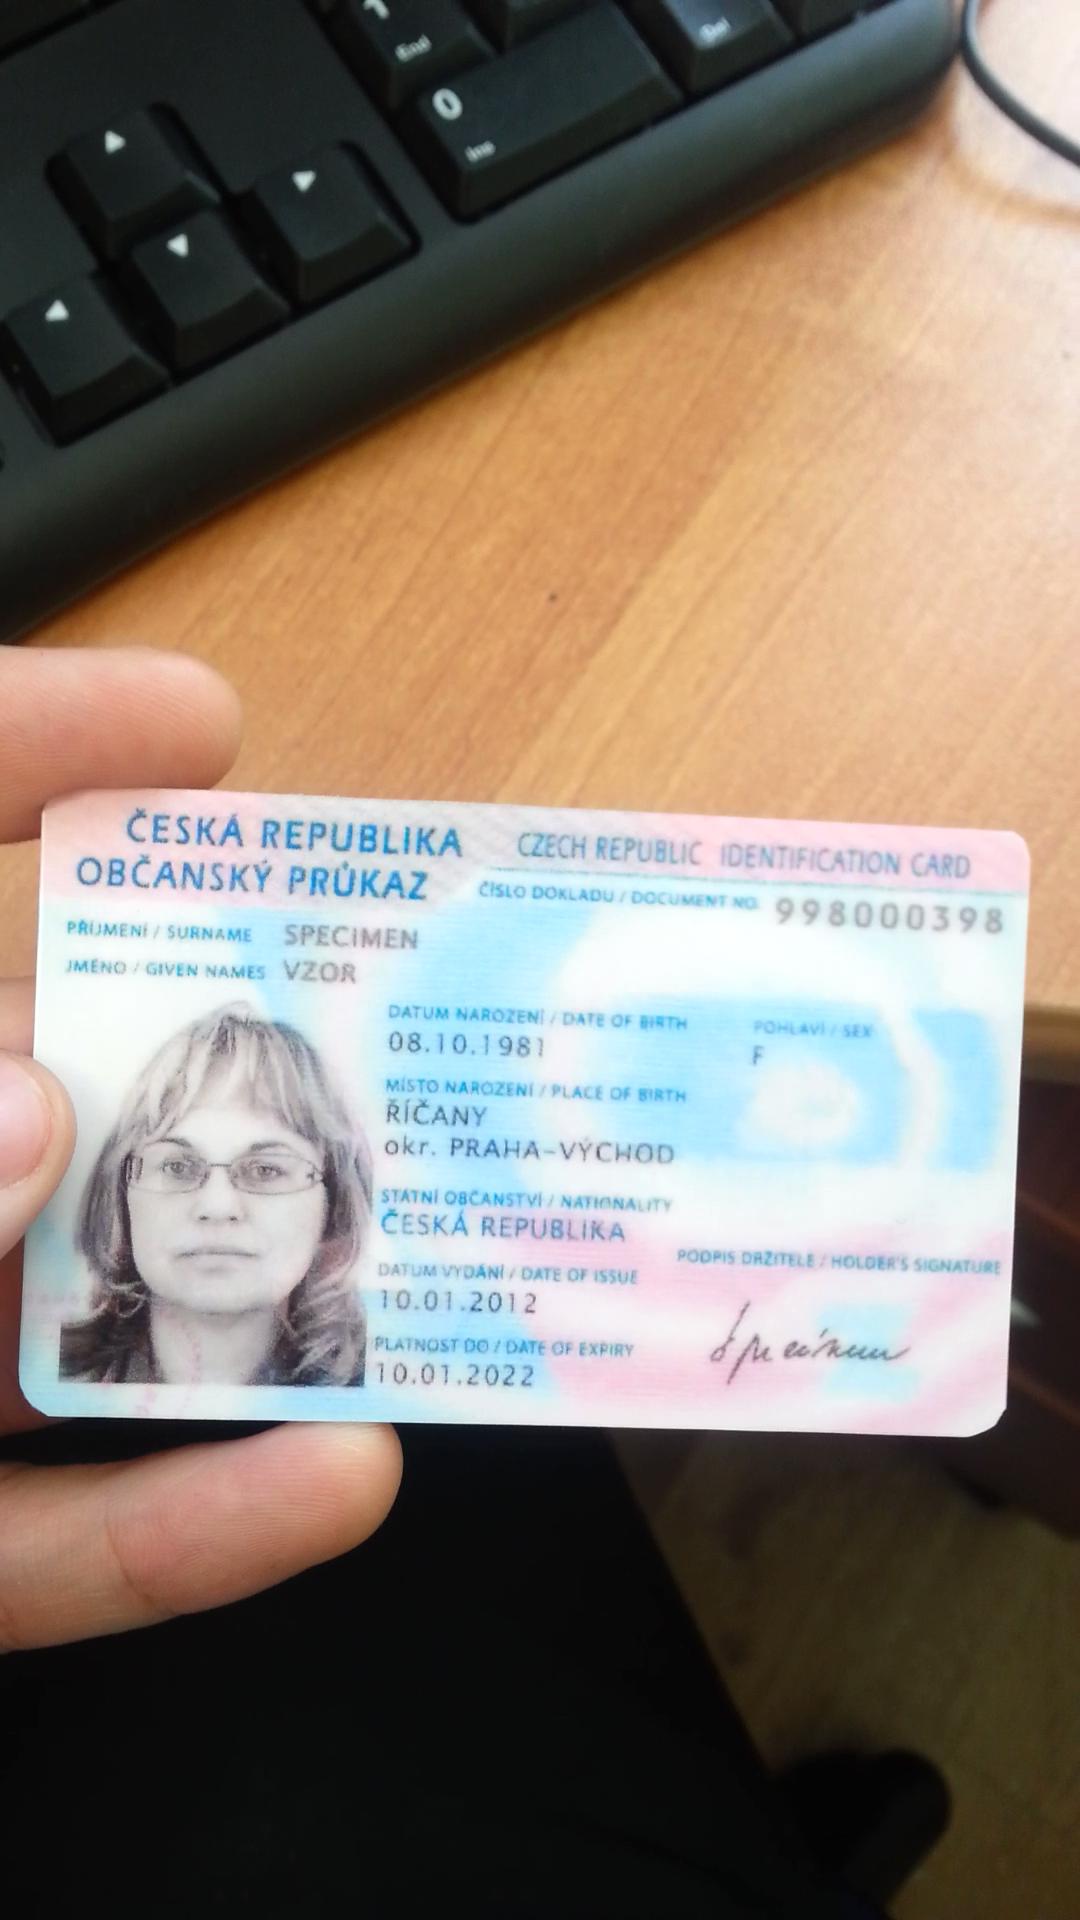 1
End
Del
0
Ins
ČESKÁ REPUBLIKA
CZECH REPUBLIC IDENTIFICATION CARD
OBČANSKÝ PRŮKAZ
ČÍSLO DOKLADU / DOCUMENT NO. 998000398
PŘÍJMENÍ / SURNAME SPECIMEN
JMÉNO / GIVEN NAMES VZOR
DATUM NAROZENÍ / DATE OF BIRTH
08.10.1981
POHLAVÍ / SEX
F
MÍSTO NAROZENÍ / PLACE OF BIRTH
ŘÍČANY
okr. PRAHA-VÝCHOD
STÁTNÍ OBČANSTVÍ / NATIONALITY
ČESKÁ REPUBLIKA
PODPIS DRŽITELE / HOLDER'S SIGNATURE
DATUM VYDÁNÍ / DATE OF ISSUE
10.01.2012
Specimen
PLATNOST DO / DATE OF EXPIRY
10.01.2022